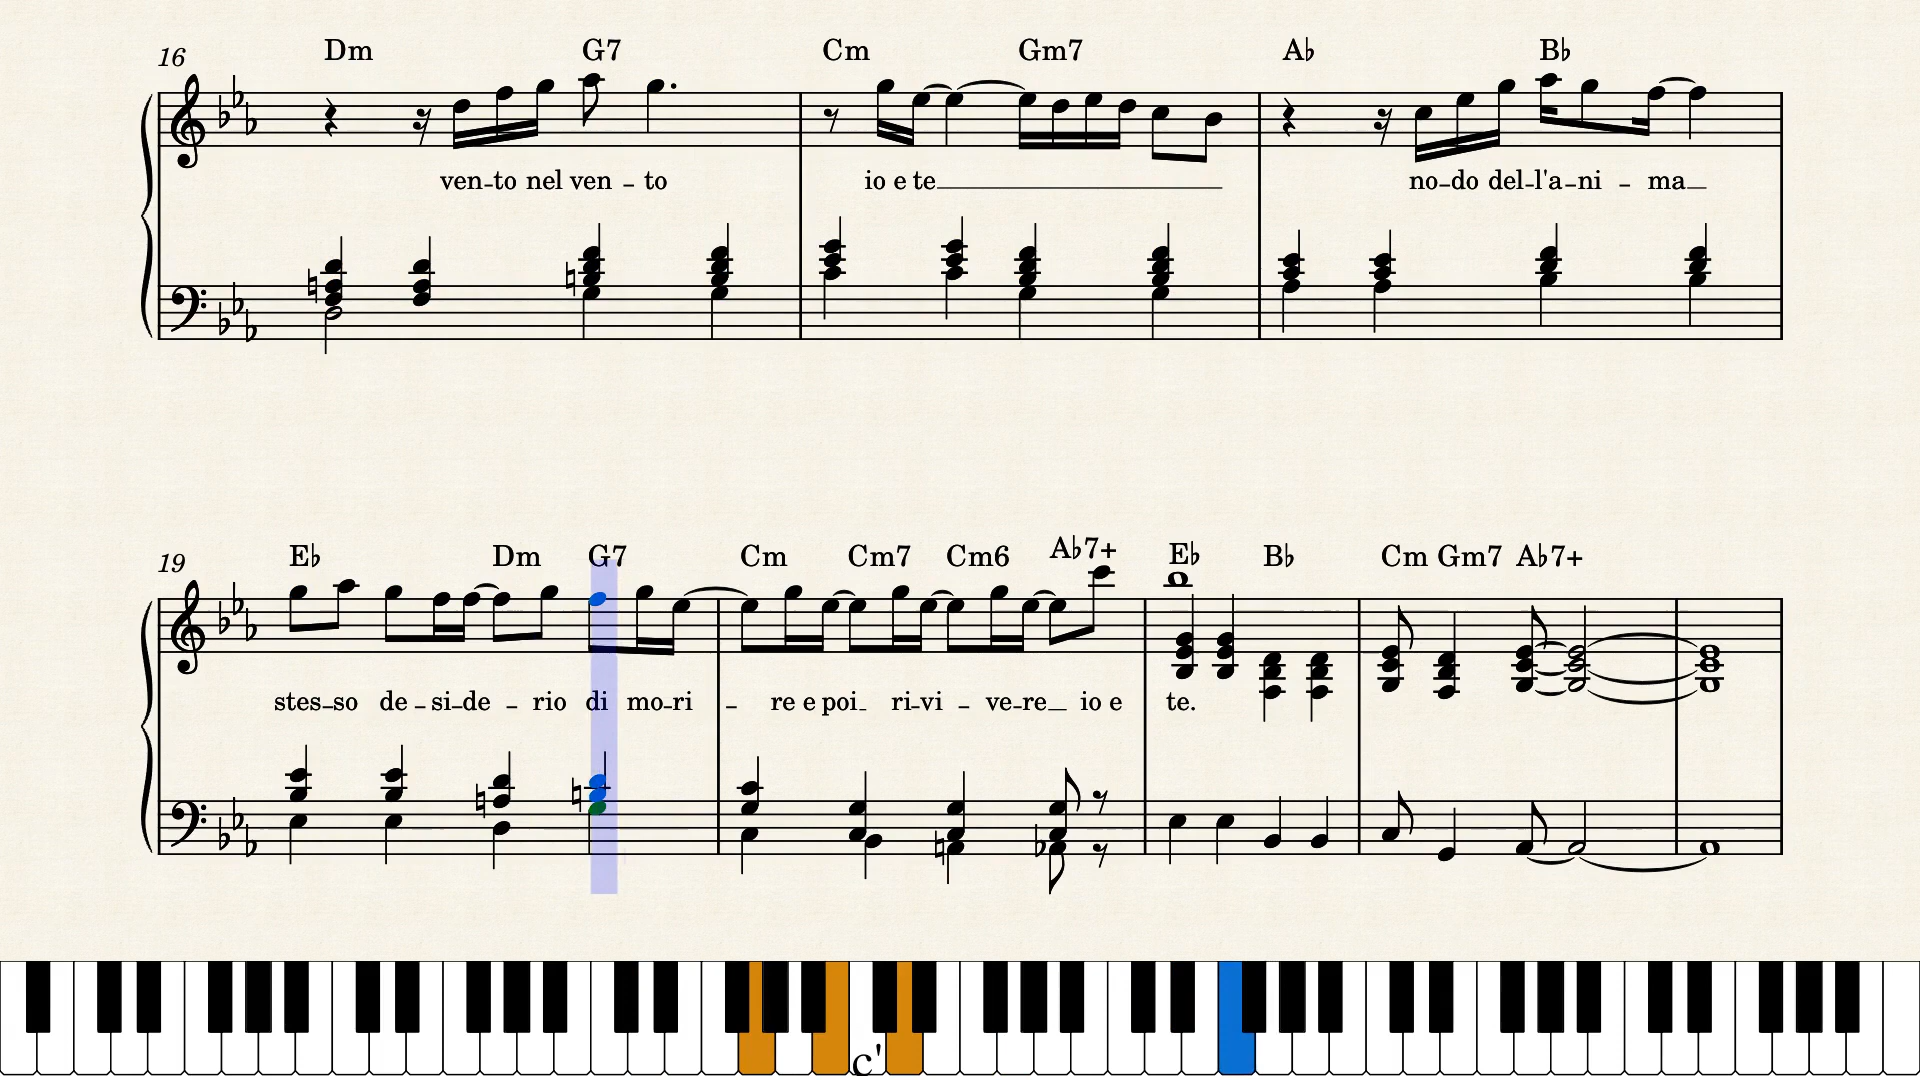 16 Dm G7 Cm Gm7 A♭ B♭
ven-to nel ven - to io e te no-do del-l'a-ni - ma
19 E♭ Dm G7 Cm Cm7 Cm6 A♭7+ E♭ B♭ Cm Gm7 A♭7+
stes-so de - si-de - rio di mo-ri - re e poi ri-vi - ve-re io e te.
c'